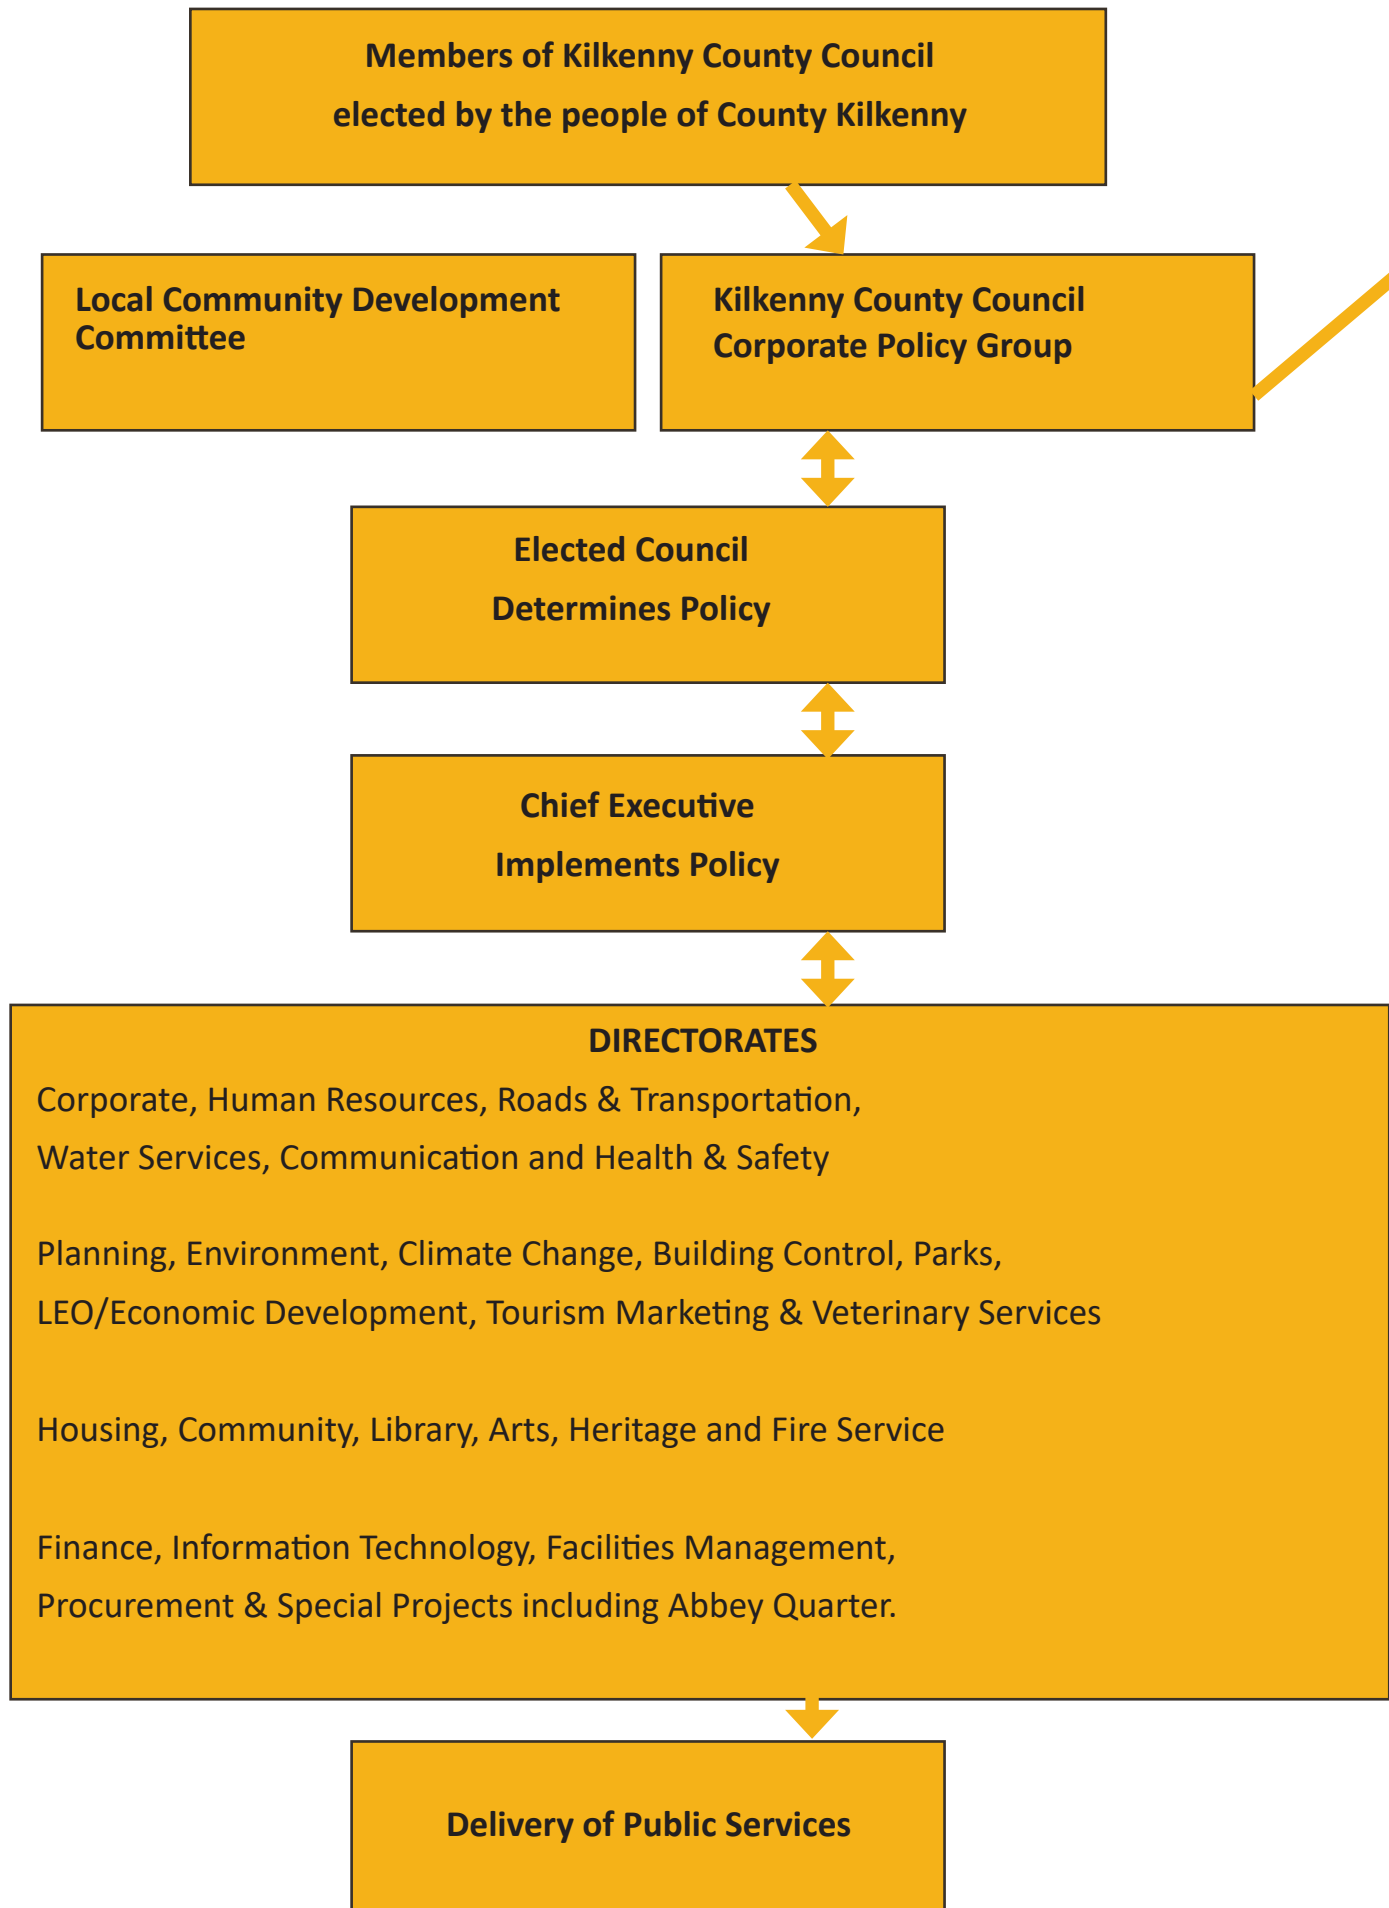 Members of Kilkenny County Council
elected by the people of County Kilkenny
Local Community Development
Committee
Kilkenny County Council
Corporate Policy Group
Elected Council
Determines Policy
Chief Executive
Implements Policy
DIRECTORATES
Corporate, Human Resources, Roads & Transportation,
Water Services, Communication and Health & Safety
Planning, Environment, Climate Change, Building Control, Parks,
LEO/Economic Development, Tourism Marketing & Veterinary Services
Housing, Community, Library, Arts, Heritage and Fire Service
Finance, Information Technology, Facilities Management,
Procurement & Special Projects including Abbey Quarter.
Delivery of Public Services